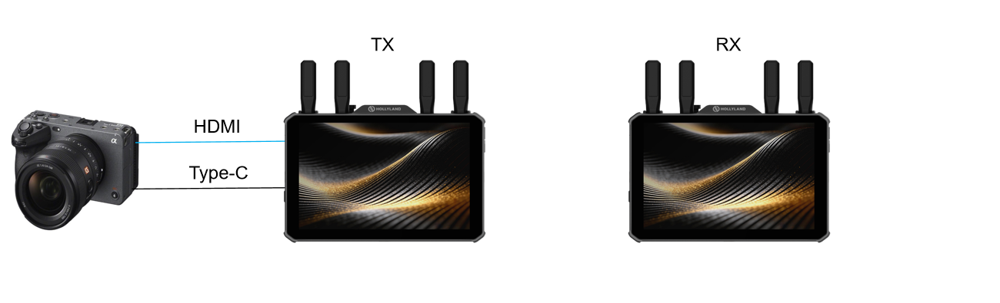 TX
RX
HOLLYLAND
HOLLYLAND
HDMI
α
Type-C